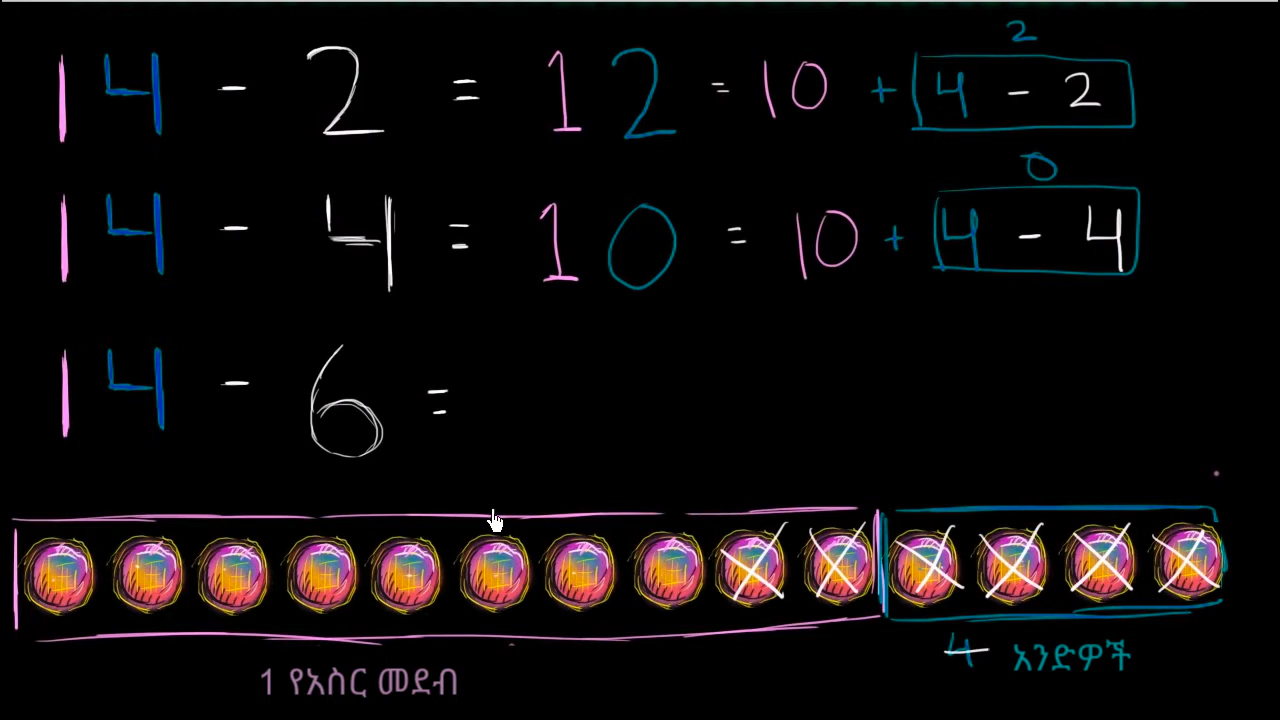 14 - 2 = 12 = 10 + 4 - 2
2
14 - 4 = 10 = 10 + 4 - 4
0
14 - 6 =
1 የአስር መደብ
4 አንድዎች